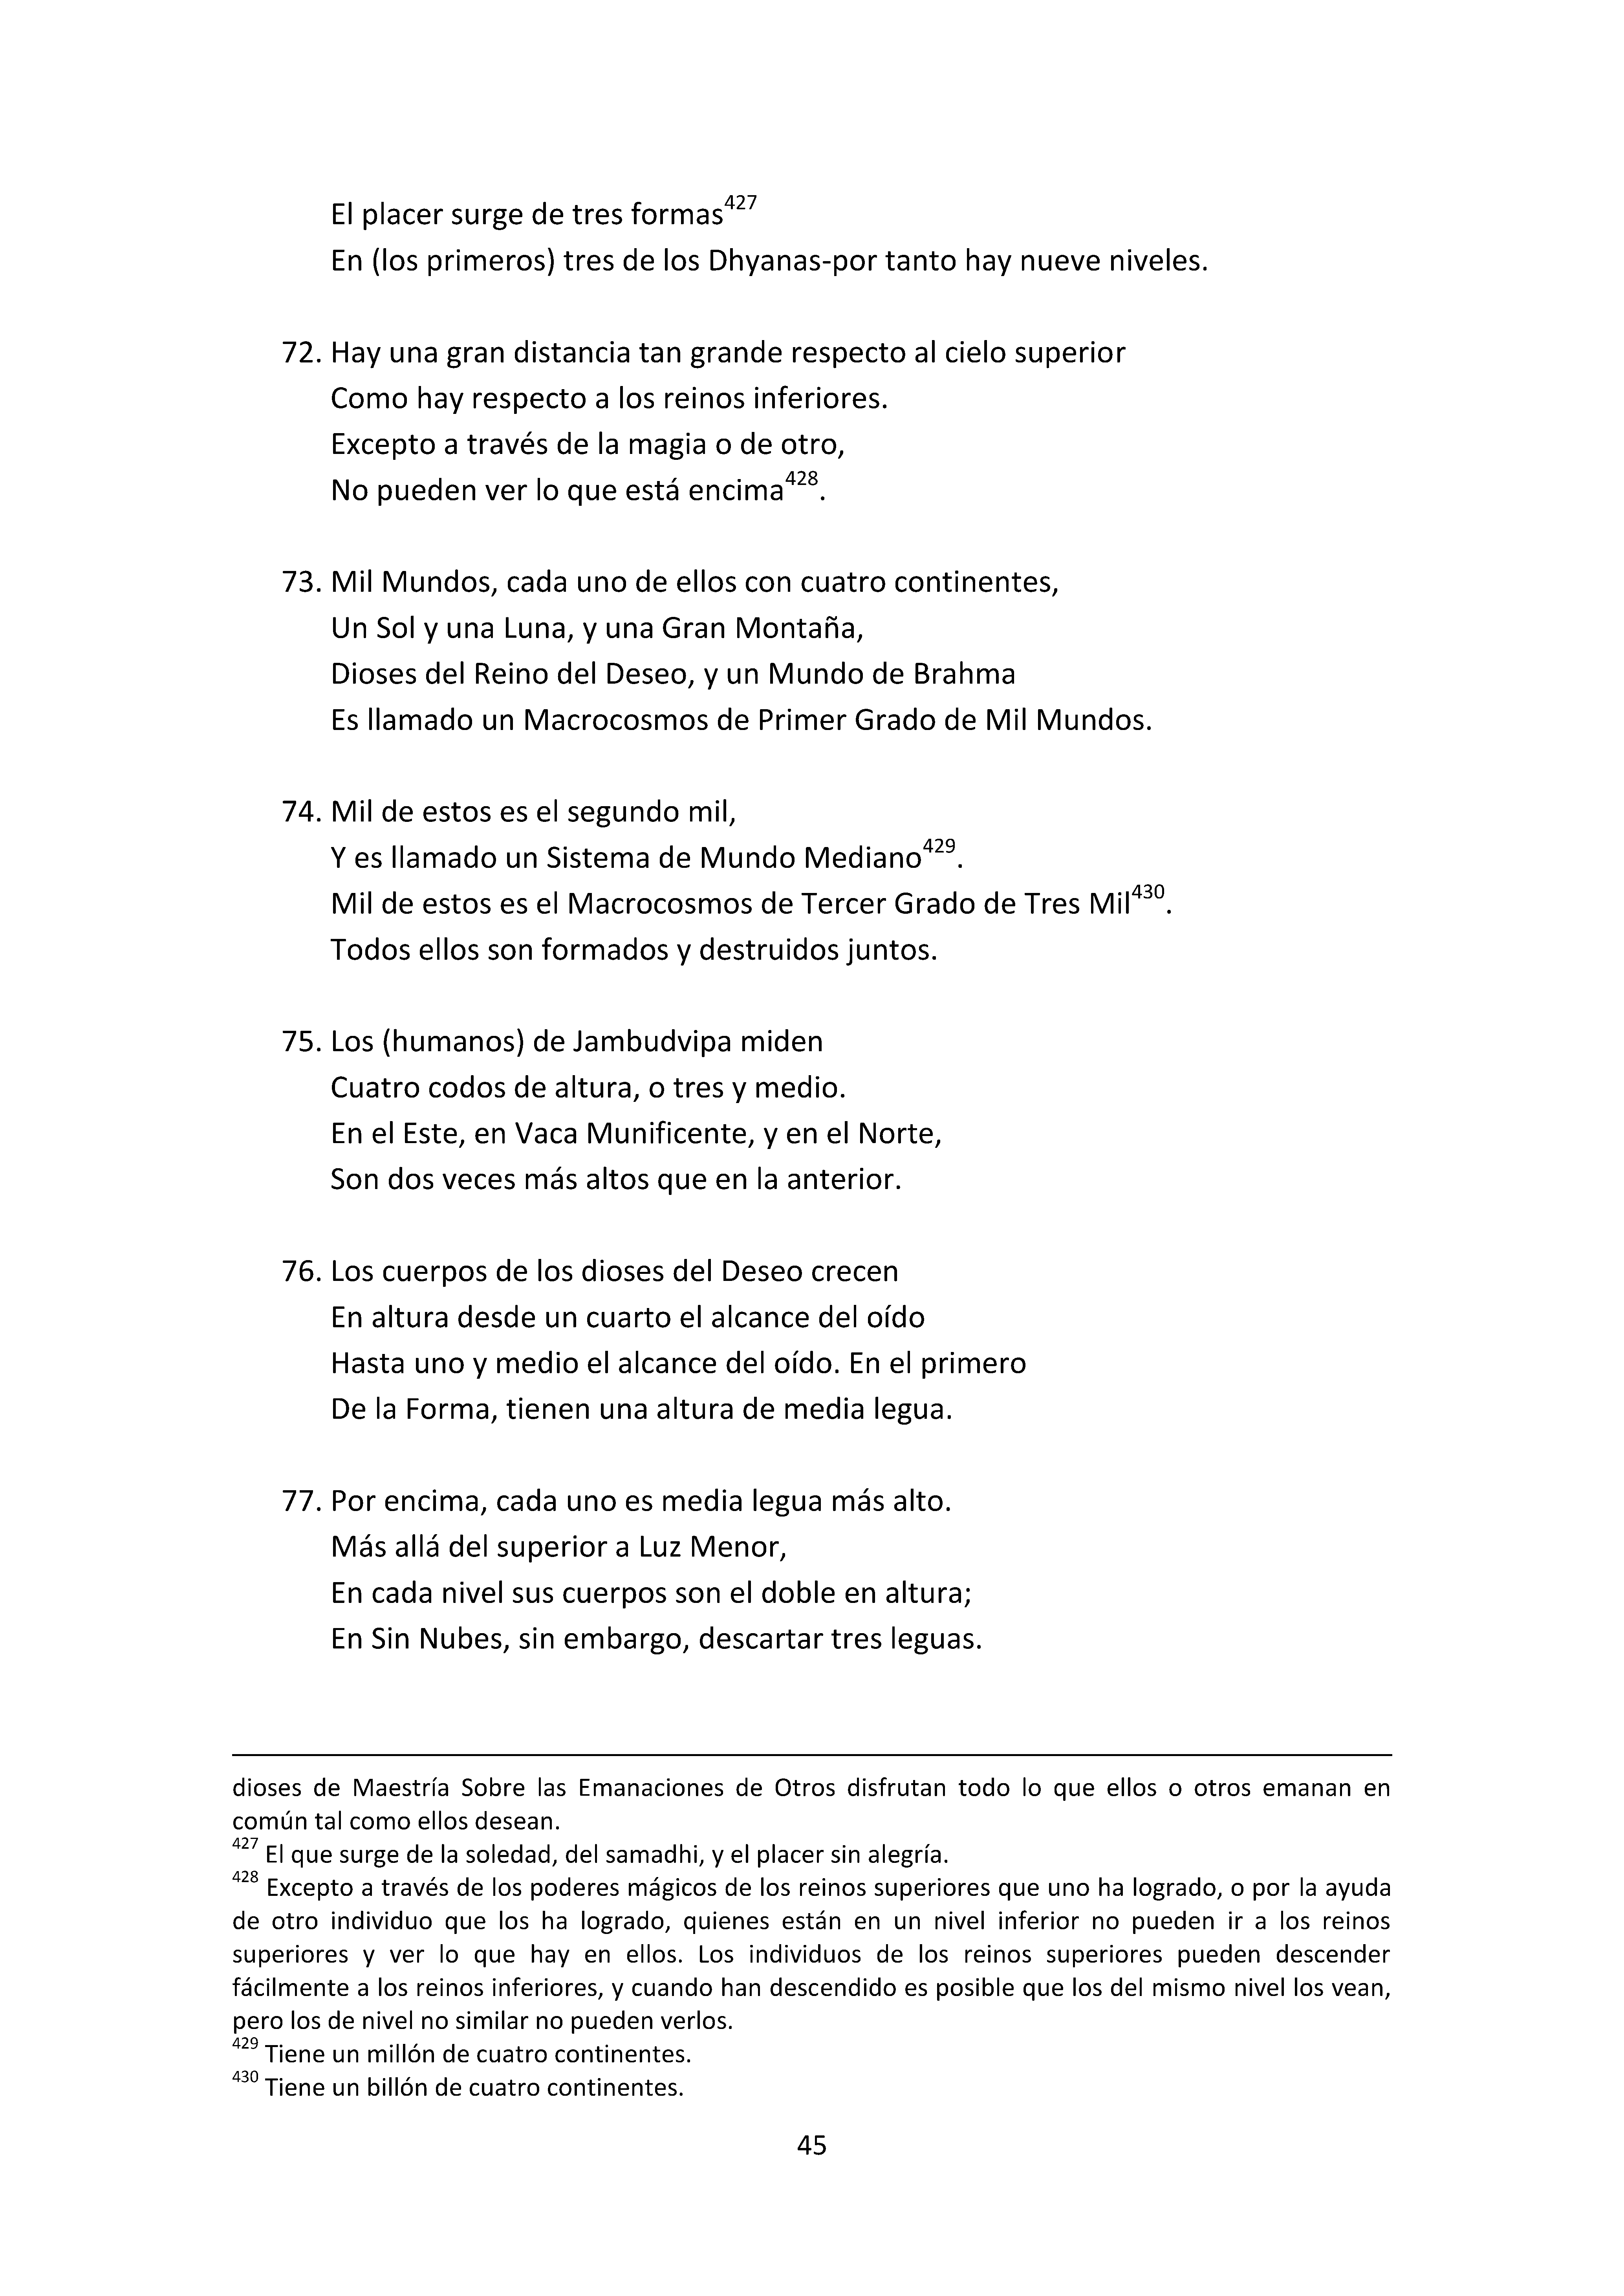 El placer surge de tres formas427
En (los primeros) tres de los Dhyanas-por tanto hay nueve niveles.
72. Hay una gran distancia tan grande respecto al cielo superior
Como hay respecto a los reinos inferiores.
Excepto a través de la magia o de otro,
No pueden ver lo que está encima428.
73. Mil Mundos, cada uno de ellos con cuatro continentes,
Un Sol y una Luna, y una Gran Montaña,
Dioses del Reino del Deseo, y un Mundo de Brahma
Es llamado un Macrocosmos de Primer Grado de Mil Mundos.
74. Mil de estos es el segundo mil,
Y es llamado un Sistema de Mundo Mediano429.
Mil de estos es el Macrocosmos de Tercer Grado de Tres Mil430.
Todos ellos son formados y destruidos juntos.
75. Los (humanos) de Jambudvipa miden
Cuatro codos de altura, o tres y medio.
En el Este, en Vaca Munificente, y en el Norte,
Son dos veces más altos que en la anterior.
76. Los cuerpos de los dioses del Deseo crecen
En altura desde un cuarto el alcance del oído
Hasta uno y medio el alcance del oído. En el primero
De la Forma, tienen una altura de media legua.
77. Por encima, cada uno es media legua más alto.
Más allá del superior a Luz Menor,
En cada nivel sus cuerpos son el doble en altura;
En Sin Nubes, sin embargo, descartar tres leguas.
dioses de Maestría Sobre las Emanaciones de Otros disfrutan todo lo que ellos o otros emanan en
común tal como ellos desean.
427 El que surge de la soledad, del samadhi, y el placer sin alegría.
428 Excepto a través de los poderes mágicos de los reinos superiores que uno ha logrado, o por la ayuda
de otro individuo que los ha logrado, quienes están en un nivel inferior no pueden ir a los reinos
superiores y ver lo que hay en ellos. Los individuos de los reinos superiores pueden descender
fácilmente a los reinos inferiores, y cuando han descendido es posible que los del mismo nivel los vean,
pero los de nivel no similar no pueden verlos.
429 Tiene un millón de cuatro continentes.
430 Tiene un billón de cuatro continentes.
45